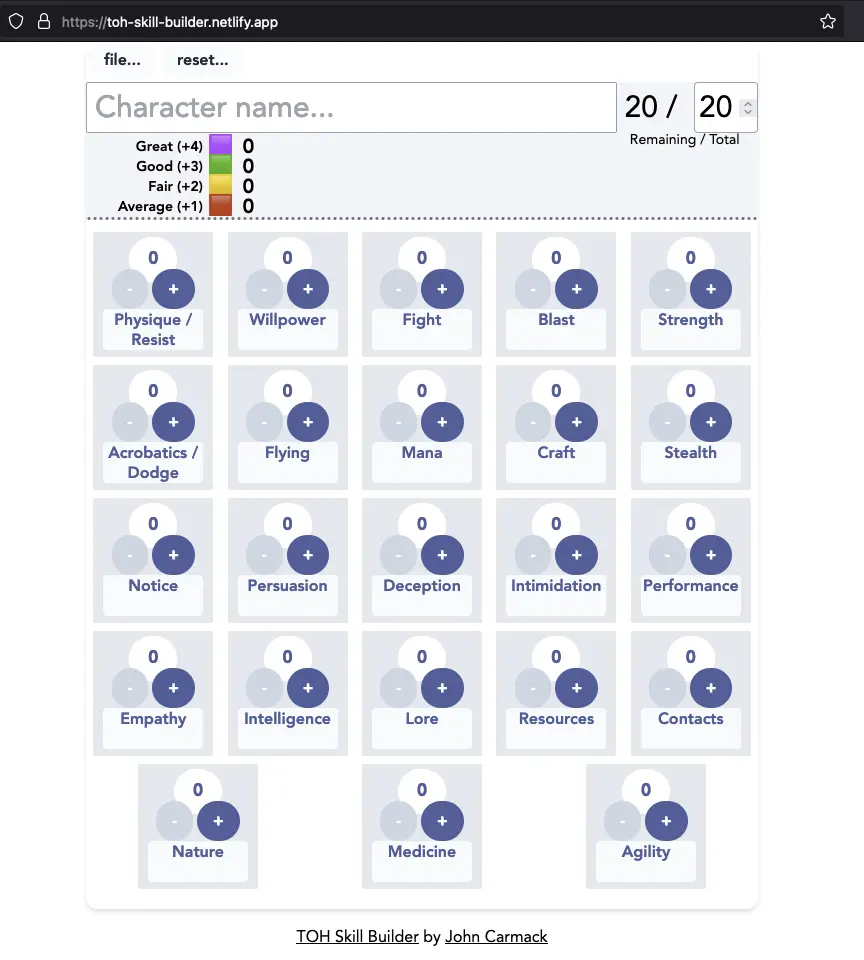 https://toh-skill-builder.netlify.app
file... reset...
Character name... 20 / 20
Remaining / Total
Great (+4) 0
Good (+3) 0
Fair (+2) 0
Average (+1) 0
0 0 0 0 0
- + - + - + - + - +
Physique / Willpower Fight Blast Strength
Resist
0 0 0 0 0
- + - + - + - + - +
Acrobatics / Flying Mana Craft Stealth
Dodge
0 0 0 0 0
- + - + - + - + - +
Notice Persuasion Deception Intimidation Performance
0 0 0 0 0
- + - + - + - + - +
Empathy Intelligence Lore Resources Contacts
0 0 0
- + - + - +
Nature Medicine Agility
TOH Skill Builder by John Carmack